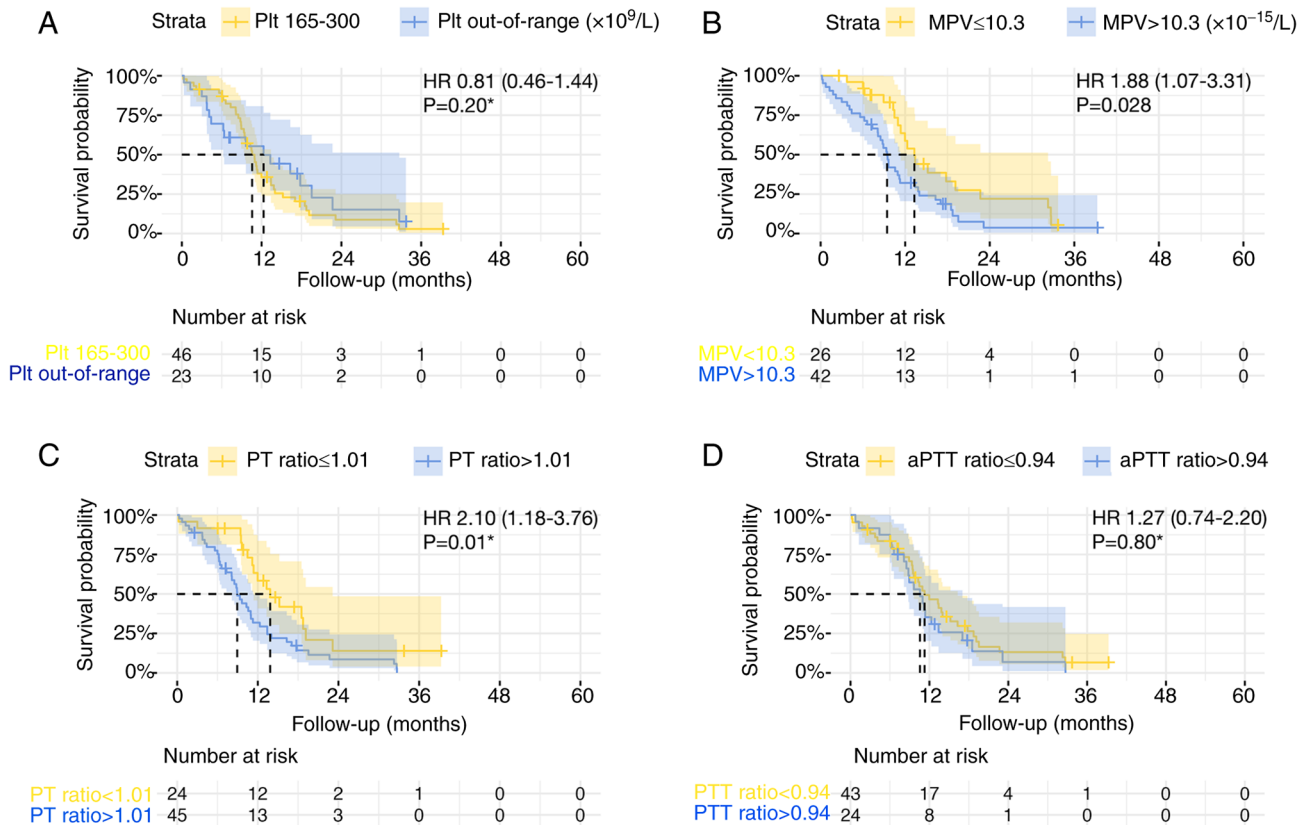 A
Strata Plt 165-300 Plt out-of-range (×10⁹/L)
HR 0.81 (0.46-1.44)
P=0.20*
Survival probability
100%
75%
50%
25%
0%
0 12 24 36 48 60
Follow-up (months)
Number at risk
Plt 165-300 46 15 3 1 0 0
Plt out-of-range 23 10 2 0 0 0
B
Strata MPV≤10.3 MPV>10.3 (×10⁻¹⁵/L)
HR 1.88 (1.07-3.31)
P=0.028
Survival probability
100%
75%
50%
25%
0%
0 12 24 36 48 60
Follow-up (months)
Number at risk
MPV<10.3 26 12 4 0 0 0
MPV>10.3 42 13 1 1 0 0
C
Strata PT ratio≤1.01 PT ratio>1.01
HR 2.10 (1.18-3.76)
P=0.01*
Survival probability
100%
75%
50%
25%
0%
0 12 24 36 48 60
Follow-up (months)
Number at risk
PT ratio<1.01 24 12 2 1 0 0
PT ratio>1.01 45 13 3 0 0 0
D
Strata aPTT ratio≤0.94 aPTT ratio>0.94
HR 1.27 (0.74-2.20)
P=0.80*
Survival probability
100%
75%
50%
25%
0%
0 12 24 36 48 60
Follow-up (months)
Number at risk
PTT ratio<0.94 43 17 4 1 0 0
PTT ratio>0.94 24 8 1 0 0 0